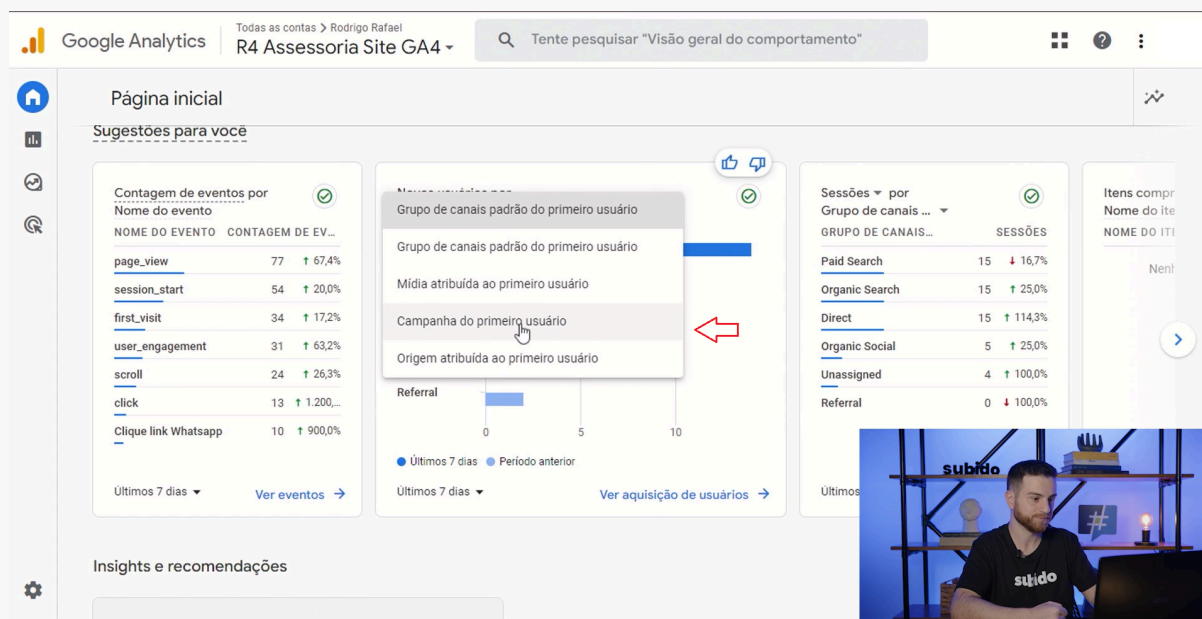 Todas as contas > Rodrigo Rafael
Google Analytics
R4 Assessoria Site GA4
Tente pesquisar "Visão geral do comportamento"
Página inicial
Sugestões para você
Contagem de eventos por
Nome do evento
NOME DO EVENTO CONTAGEM DE EV...
page_view 77 ↑ 67,4%
session_start 54 ↑ 20,0%
first_visit 34 ↑ 17,2%
user_engagement 31 ↑ 63,2%
scroll 24 ↑ 26,3%
click 13 ↑ 1.200,...
Clique link Whatsapp 10 ↑ 900,0%
Últimos 7 dias
Ver eventos →
Novos usuários por
Grupo de canais padrão do primeiro usuário
Grupo de canais padrão do primeiro usuário
Mídia atribuída ao primeiro usuário
Campanha do primeiro usuário
Origem atribuída ao primeiro usuário
Referral
0 5 10
Últimos 7 dias Período anterior
Últimos 7 dias
Ver aquisição de usuários →
Sessões por
Grupo de canais ...
GRUPO DE CANAIS... SESSÕES
Paid Search 15 ↓ 16,7%
Organic Search 15 ↑ 25,0%
Direct 15 ↑ 114,3%
Organic Social 5 ↑ 25,0%
Unassigned 4 ↑ 100,0%
Referral 0 ↓ 100,0%
Últimos
Itens compr
Nome do ite
NOME DO ITE
Nenh
Insights e recomendações
subido
#
subido